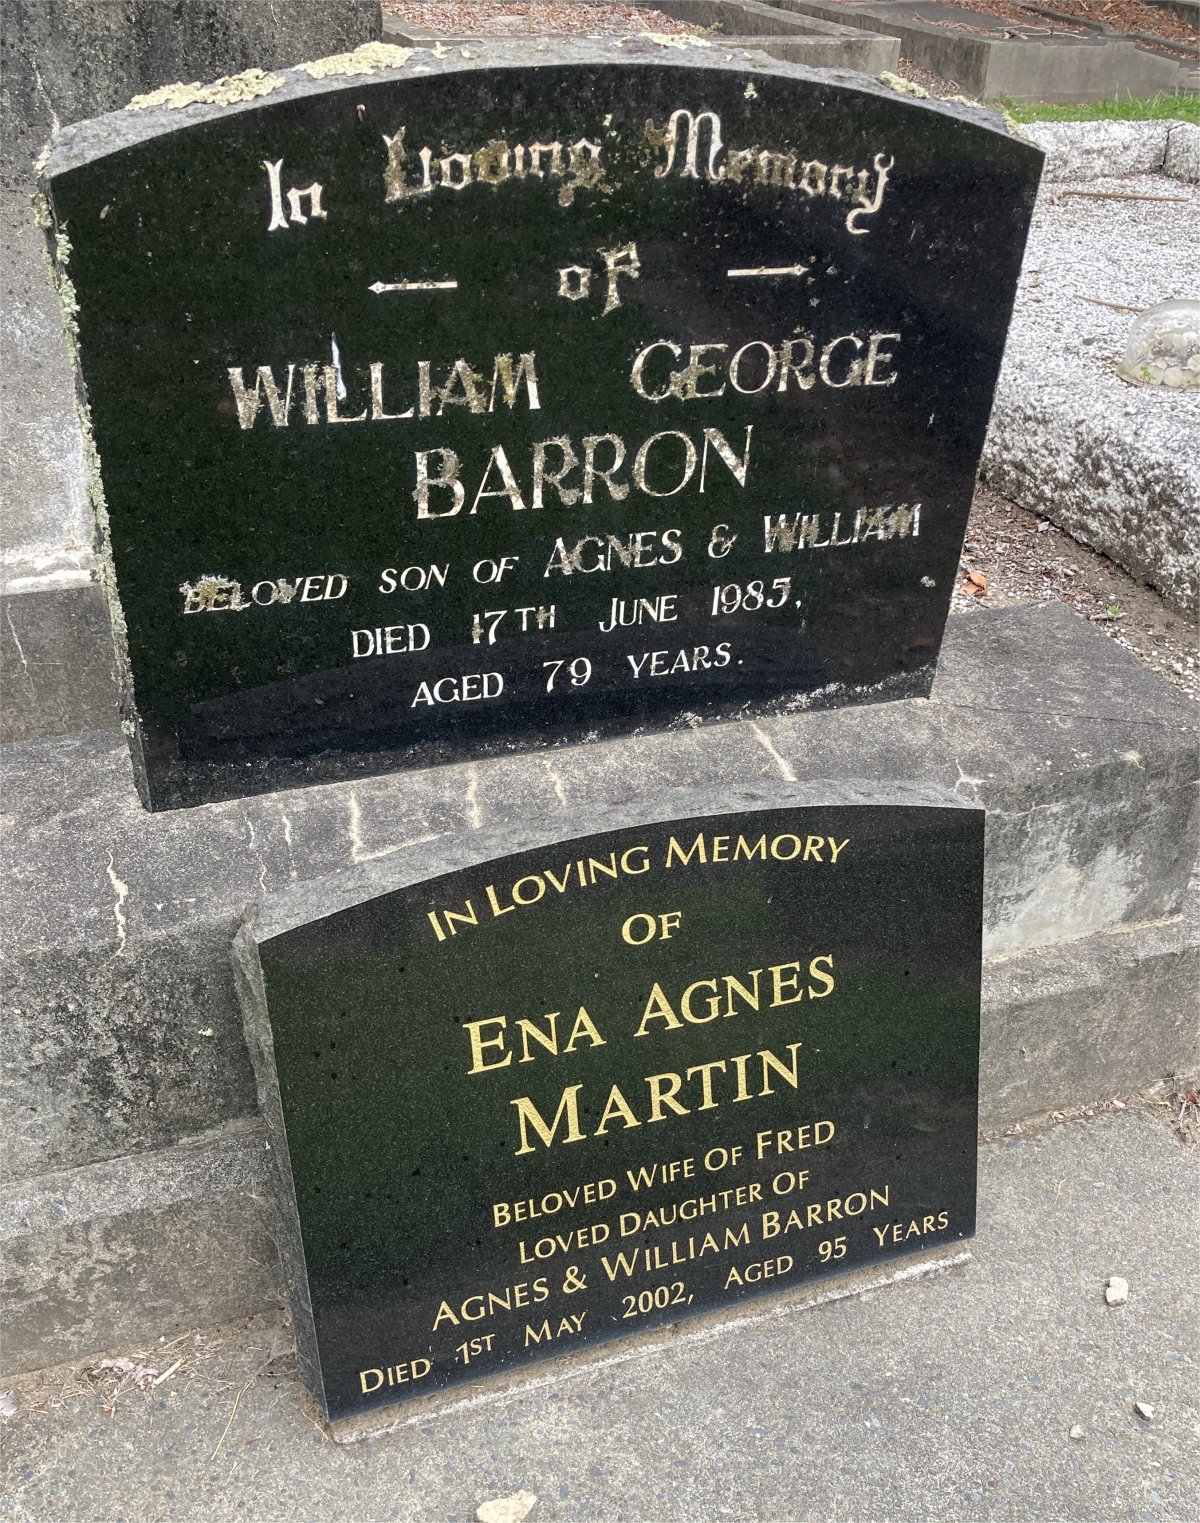 In Loving Memory
of
WILLIAM GEORGE
BARRON
BELOVED SON OF AGNES & WILLIAM
DIED 17TH JUNE 1985,
AGED 79 YEARS.
IN LOVING MEMORY
OF
ENA AGNES
MARTIN
BELOVED WIFE OF FRED
LOVED DAUGHTER OF
AGNES & WILLIAM BARRON
DIED 1ST MAY 2002, AGED 95 YEARS